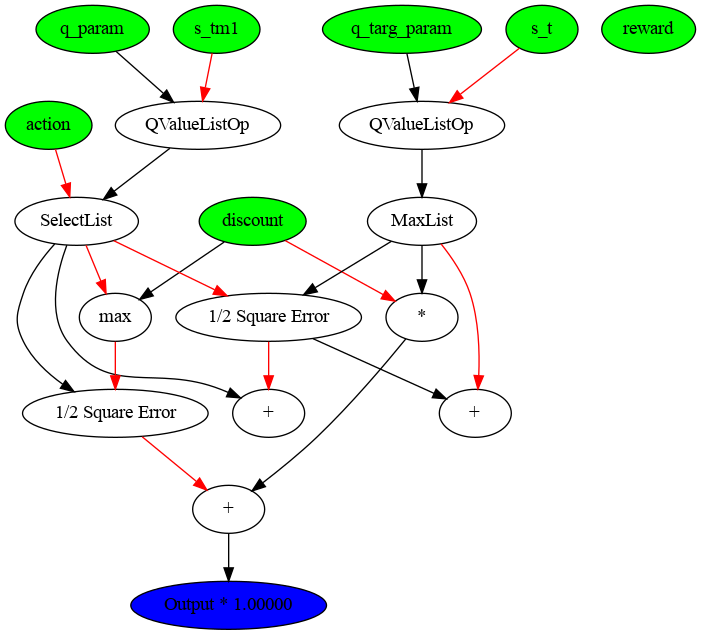 q_param
s_tm1
q_targ_param
s_t
reward
action
QValueListOp
QValueListOp
SelectList
discount
MaxList
max
1/2 Square Error
*
1/2 Square Error
+
+
+
Output * 1.00000